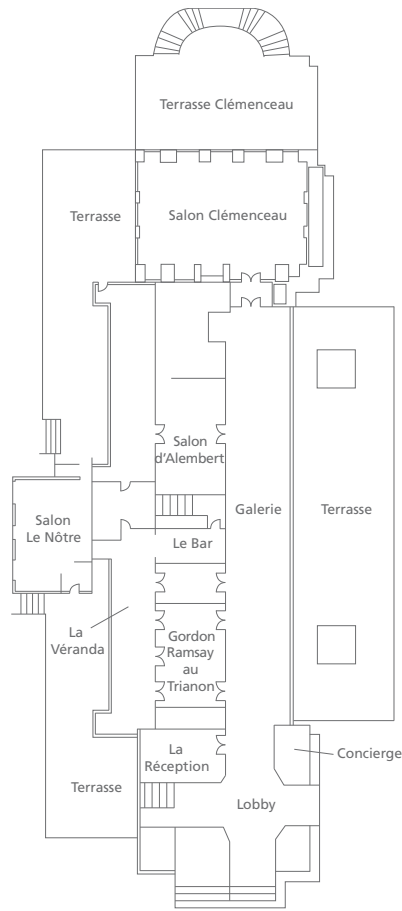 Terrasse Clémenceau
Terrasse
Salon Clémenceau
Salon
d'Alembert
Galerie
Terrasse
Salon
Le Nôtre
Le Bar
La
Véranda
Gordon
Ramsay
au
Trianon
La
Réception
Concierge
Terrasse
Lobby